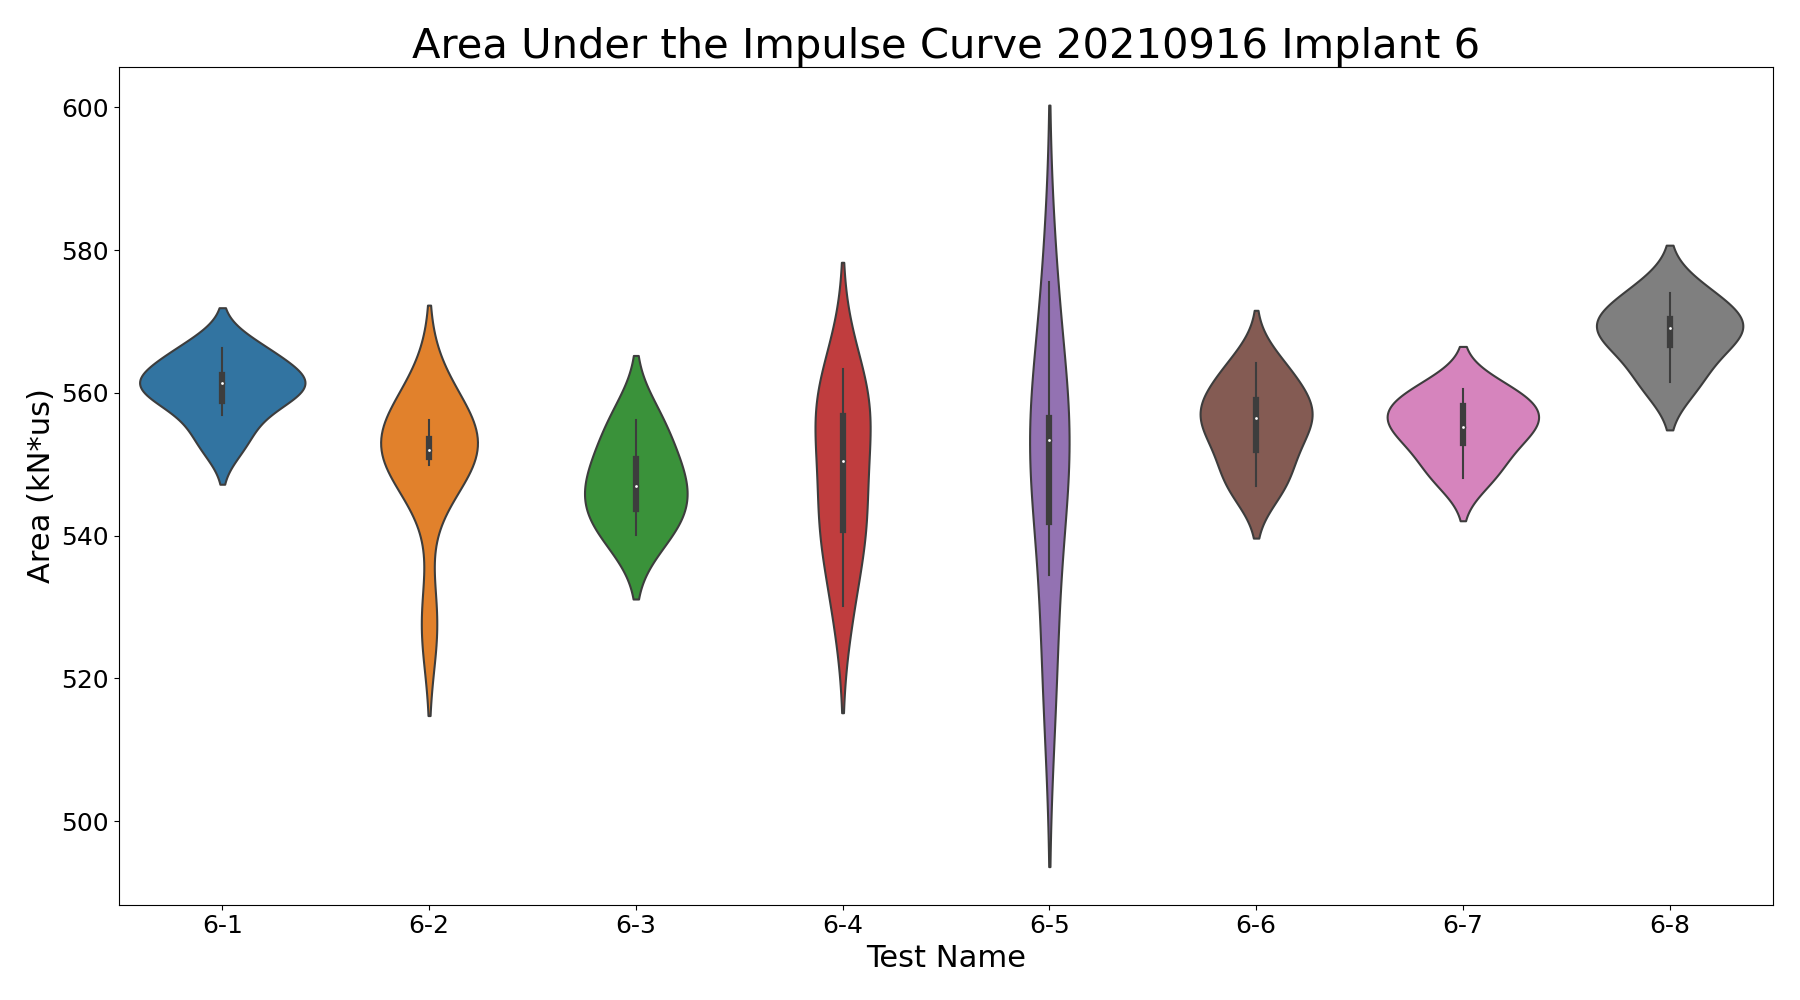 Area Under the Impulse Curve 20210916 Implant 6
600
580
560
540
520
500
Area (kN*us)
6-1 6-2 6-3 6-4 6-5 6-6 6-7 6-8
Test Name